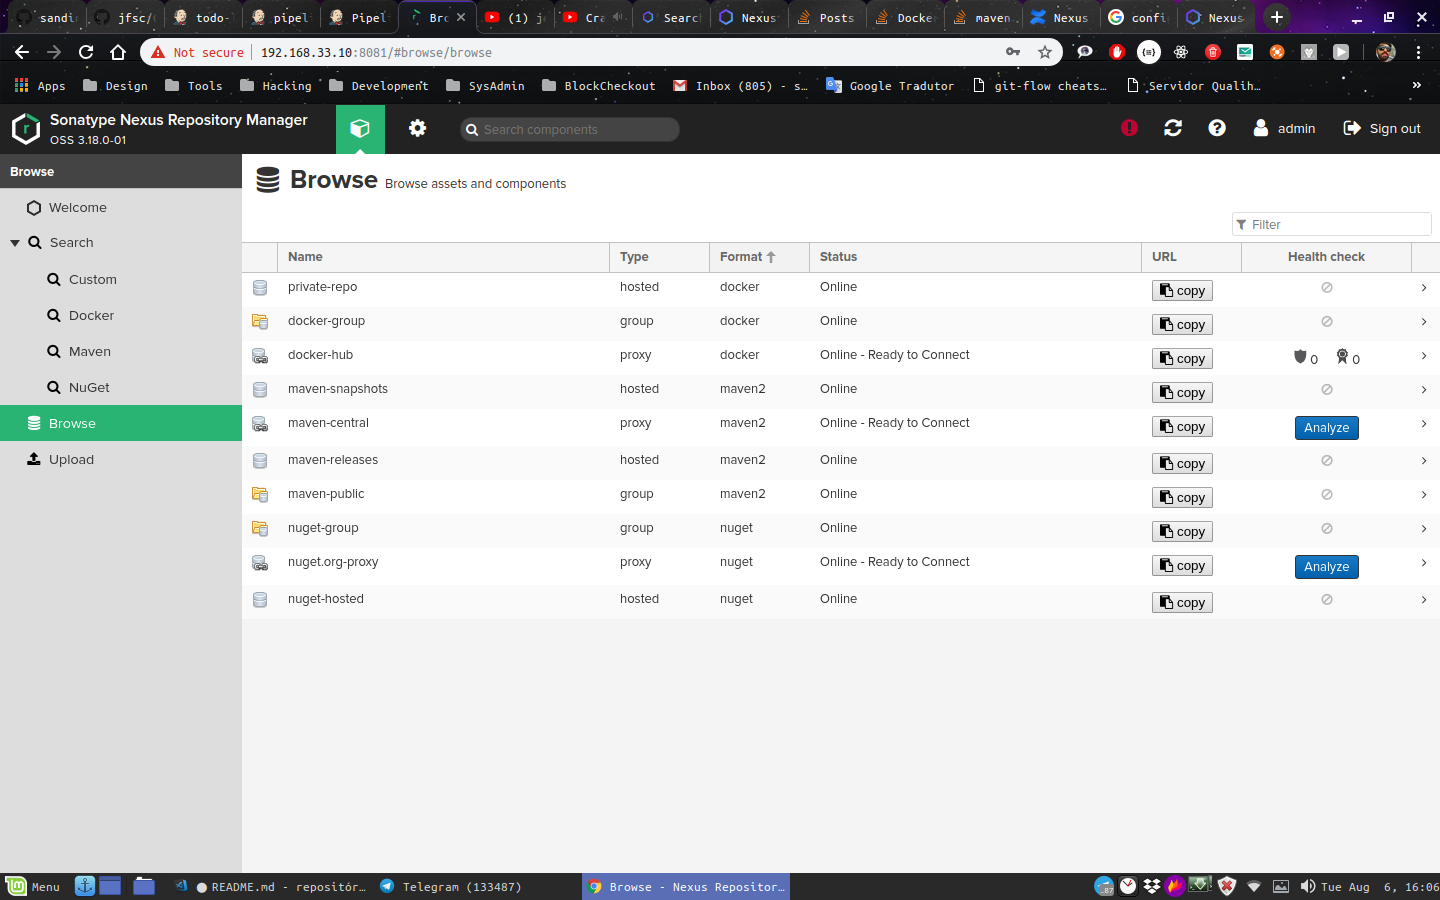 sandi
jfsc/
todo-
pipel
Pipel
Bro
(1) j
Cra
Searc
Nexus
Posts
Docke
maven
Nexus
confi
Nexus
Not secure
192.168.33.10:8081/#browse/browse
Apps
Design
Tools
Hacking
Development
SysAdmin
BlockCheckout
Inbox (805) - s…
Google Tradutor
git-flow cheats…
Servidor Qualih…
»
Sonatype Nexus Repository Manager
OSS 3.18.0-01
Search components
admin
Sign out
Browse
Welcome
Search
Custom
Docker
Maven
NuGet
Browse
Upload
Browse Browse assets and components
Filter
Name Type Format Status URL Health check
private-repo hosted docker Online copy
docker-group group docker Online copy
docker-hub proxy docker Online - Ready to Connect copy 0 0
maven-snapshots hosted maven2 Online copy
maven-central proxy maven2 Online - Ready to Connect copy Analyze
maven-releases hosted maven2 Online copy
maven-public group maven2 Online copy
nuget-group group nuget Online copy
nuget.org-proxy proxy nuget Online - Ready to Connect copy Analyze
nuget-hosted hosted nuget Online copy
Menu
README.md - repositór…
Telegram (133487)
Browse - Nexus Repositor…
Tue Aug 6, 16:06